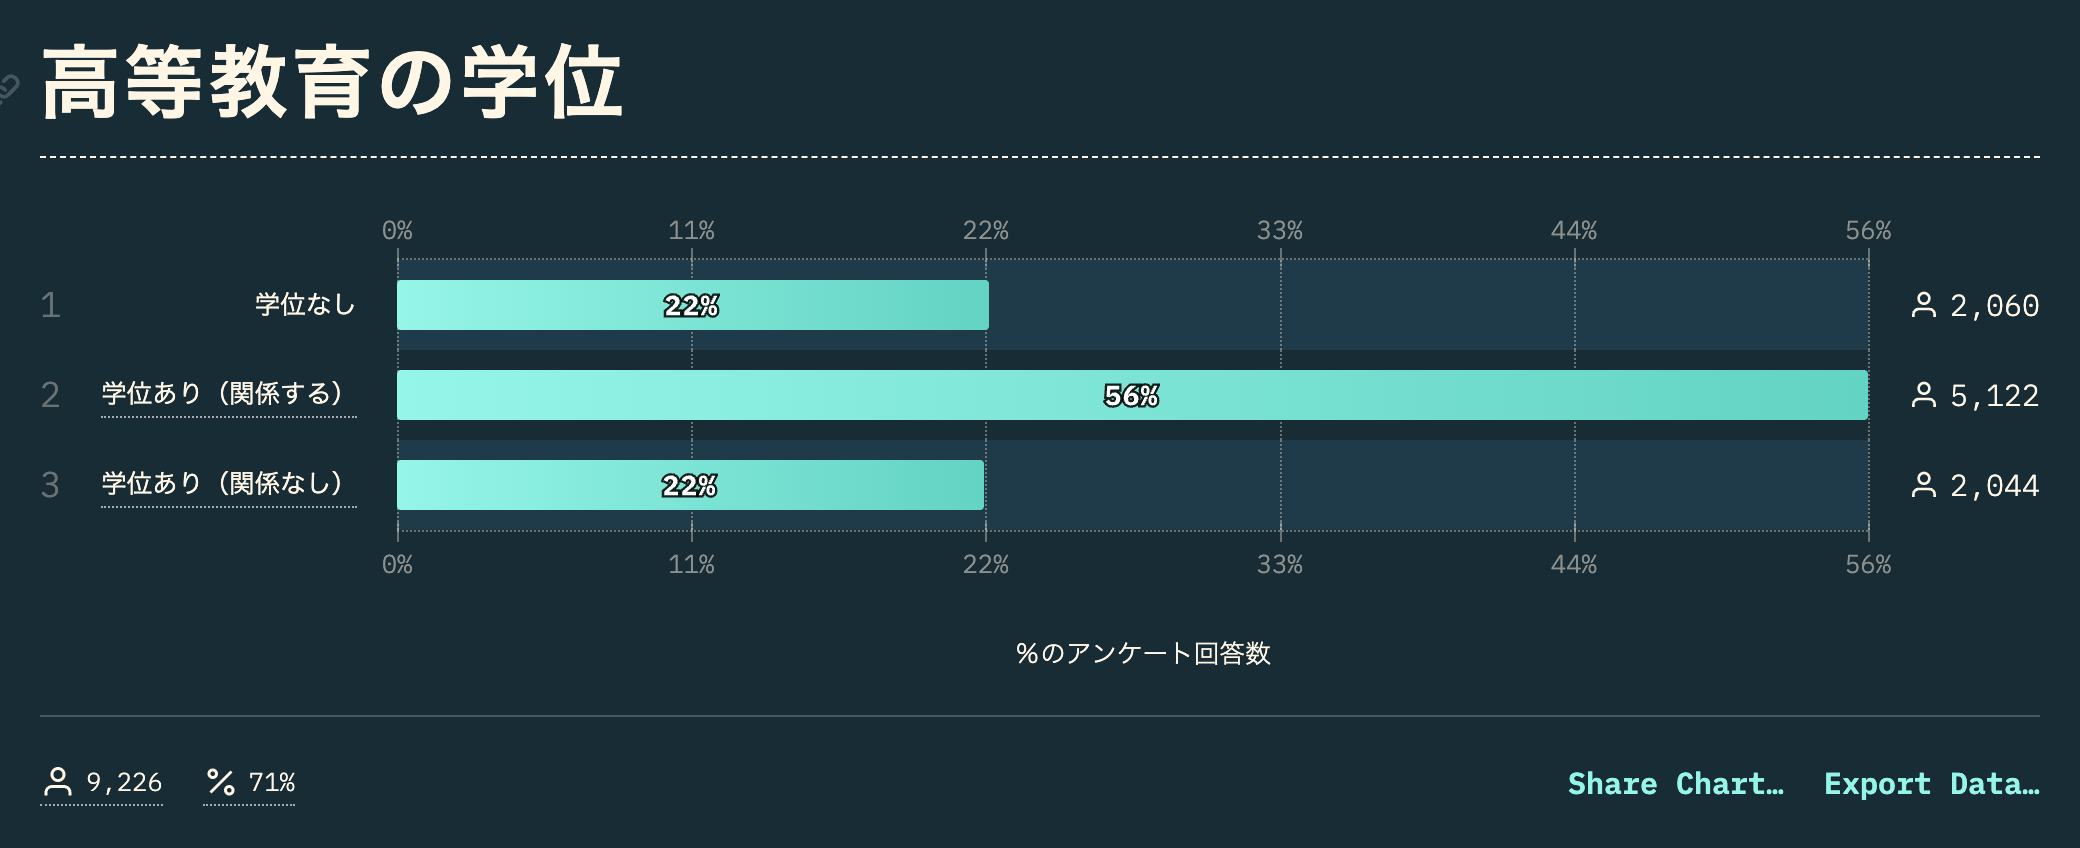 高等教育の学位
0% 11% 22% 33% 44% 56%
1 学位なし 22% 2,060
2 学位あり（関係する） 56% 5,122
3 学位あり（関係なし） 22% 2,044
0% 11% 22% 33% 44% 56%
%のアンケート回答数
9,226 71% Share Chart… Export Data…